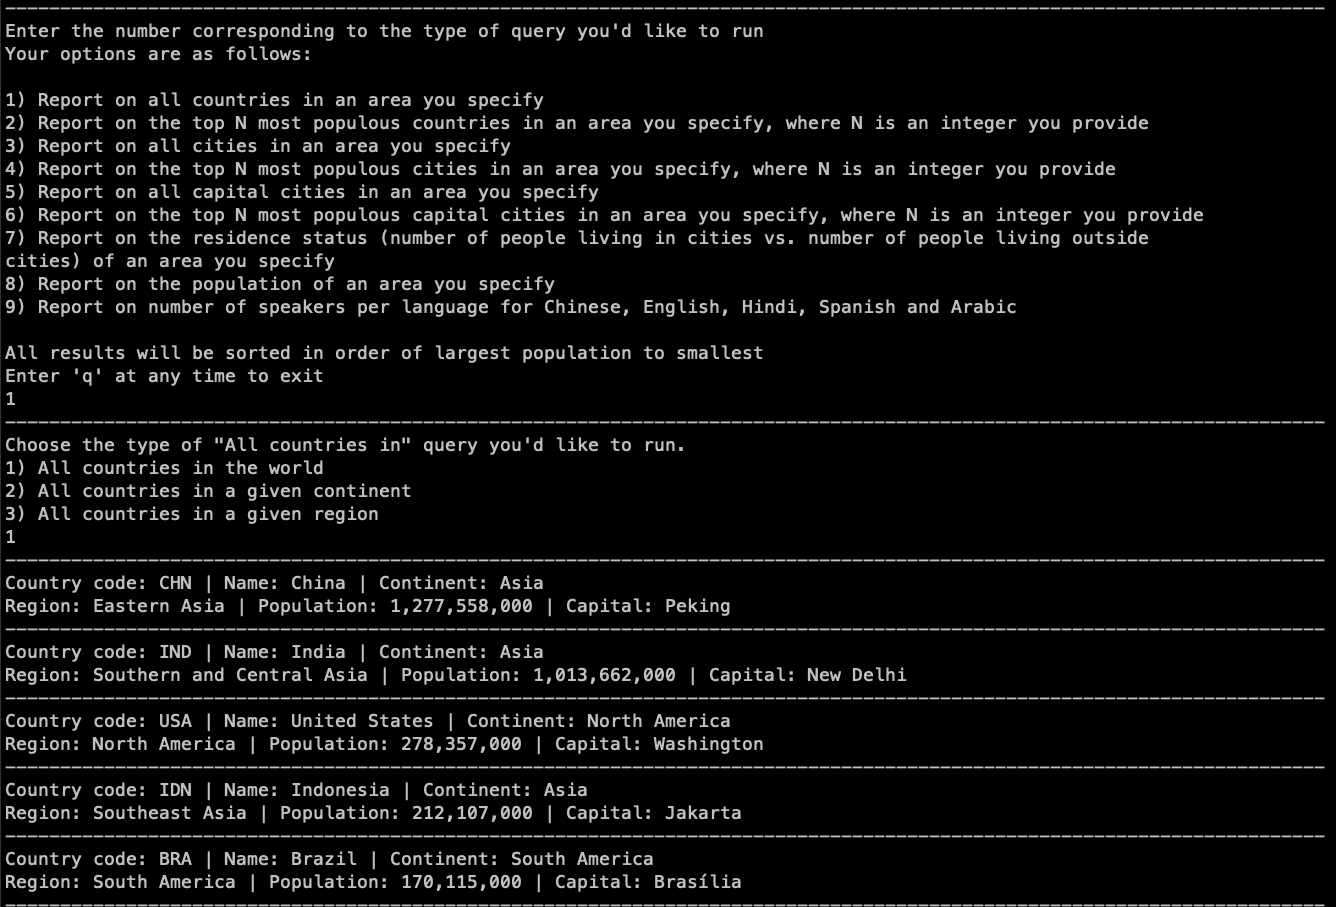 Enter the number corresponding to the type of query you'd like to run
Your options are as follows:
1) Report on all countries in an area you specify
2) Report on the top N most populous countries in an area you specify, where N is an integer you provide
3) Report on all cities in an area you specify
4) Report on the top N most populous cities in an area you specify, where N is an integer you provide
5) Report on all capital cities in an area you specify
6) Report on the top N most populous capital cities in an area you specify, where N is an integer you provide
7) Report on the residence status (number of people living in cities vs. number of people living outside
cities) of an area you specify
8) Report on the population of an area you specify
9) Report on number of speakers per language for Chinese, English, Hindi, Spanish and Arabic
All results will be sorted in order of largest population to smallest
Enter 'q' at any time to exit
1
Choose the type of "All countries in" query you'd like to run.
1) All countries in the world
2) All countries in a given continent
3) All countries in a given region
1
Country code: CHN | Name: China | Continent: Asia
Region: Eastern Asia | Population: 1,277,558,000 | Capital: Peking
Country code: IND | Name: India | Continent: Asia
Region: Southern and Central Asia | Population: 1,013,662,000 | Capital: New Delhi
Country code: USA | Name: United States | Continent: North America
Region: North America | Population: 278,357,000 | Capital: Washington
Country code: IDN | Name: Indonesia | Continent: Asia
Region: Southeast Asia | Population: 212,107,000 | Capital: Jakarta
Country code: BRA | Name: Brazil | Continent: South America
Region: South America | Population: 170,115,000 | Capital: Brasília